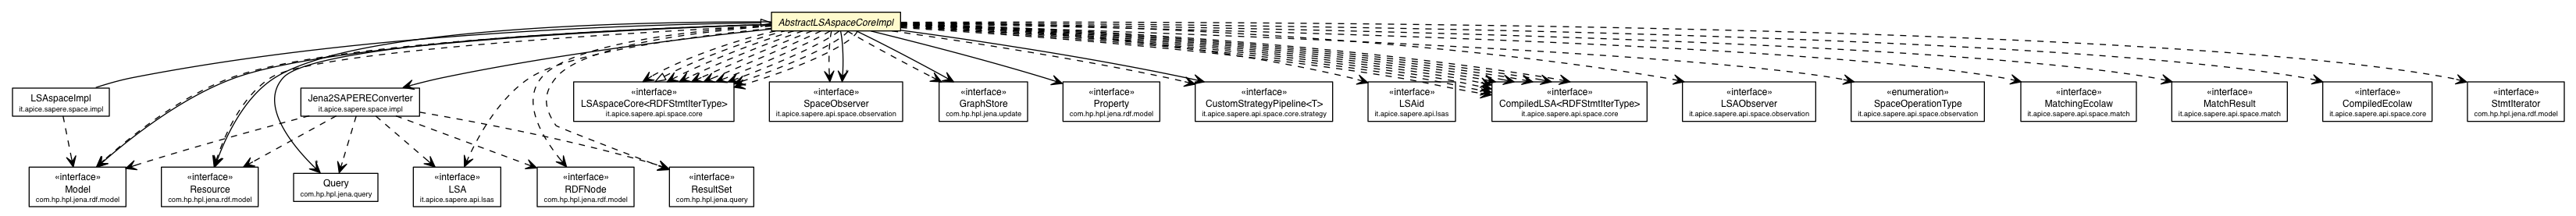 AbstractLSAspaceCoreImpl
LSAspaceImpl
it.apice.sapere.space.impl
Jena2SAPEREConverter
it.apice.sapere.space.impl
«interface»
LSAspaceCore<RDFStmtIterType>
it.apice.sapere.api.space.core
«interface»
SpaceObserver
it.apice.sapere.api.space.observation
«interface»
GraphStore
com.hp.hpl.jena.update
«interface»
Property
com.hp.hpl.jena.rdf.model
«interface»
CustomStrategyPipeline<T>
it.apice.sapere.api.space.core.strategy
«interface»
LSAid
it.apice.sapere.api.lsas
«interface»
CompiledLSA<RDFStmtIterType>
it.apice.sapere.api.space.core
«interface»
LSAObserver
it.apice.sapere.api.space.observation
«enumeration»
SpaceOperationType
it.apice.sapere.api.space.observation
«interface»
MatchingEcolaw
it.apice.sapere.api.space.match
«interface»
MatchResult
it.apice.sapere.api.space.match
«interface»
CompiledEcolaw
it.apice.sapere.api.space.core
«interface»
StmtIterator
com.hp.hpl.jena.rdf.model
«interface»
Model
com.hp.hpl.jena.rdf.model
«interface»
Resource
com.hp.hpl.jena.rdf.model
Query
com.hp.hpl.jena.query
«interface»
LSA
it.apice.sapere.api.lsas
«interface»
RDFNode
com.hp.hpl.jena.rdf.model
«interface»
ResultSet
com.hp.hpl.jena.query